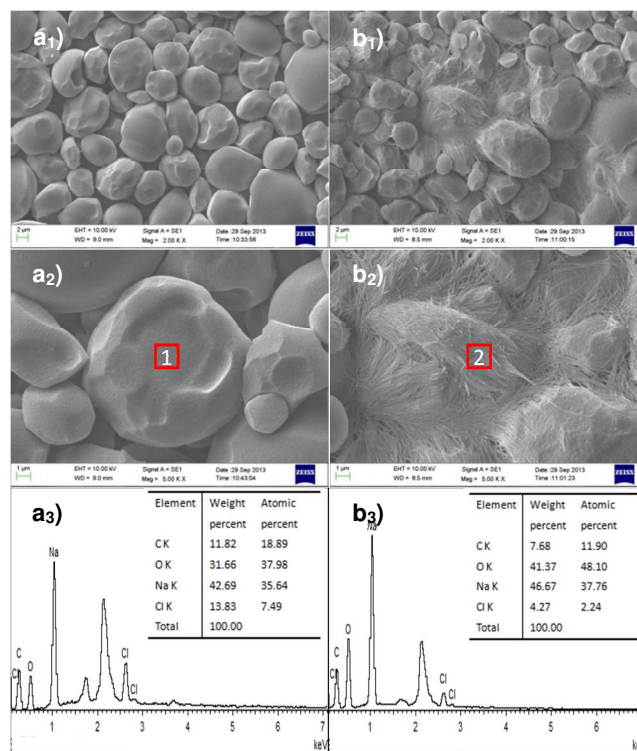 a1)
2 µm
EHT = 10.00 kV
WD = 9.0 mm
Signal A = SE1
Mag = 2.00 K X
Date :29 Sep 2013
Time :10:33:56
ZEISS
b1)
2 µm
EHT = 10.00 kV
WD = 8.5 mm
Signal A = SE1
Mag = 2.00 K X
Date :29 Sep 2013
Time :11:00:15
ZEISS
a2)
1
1 µm
EHT = 10.00 kV
WD = 9.0 mm
Signal A = SE1
Mag = 5.00 K X
Date :29 Sep 2013
Time :10:43:04
ZEISS
b2)
2
1 µm
EHT = 10.00 kV
WD = 8.5 mm
Signal A = SE1
Mag = 5.00 K X
Date :29 Sep 2013
Time :11:01:23
ZEISS
a3)
Element Weight percent Atomic percent
C K 11.82 18.89
O K 31.66 37.98
Na K 42.69 35.64
Cl K 13.83 7.49
Total 100.00
Na
C
O
Cl
Cl
1 2 3 4 5 6 7
keV
b3)
Element Weight percent Atomic percent
C K 7.68 11.90
O K 41.37 48.10
Na K 46.67 37.76
Cl K 4.27 2.24
Total 100.00
Na
O
C
Cl
Cl
1 2 3 4 5 6
keV